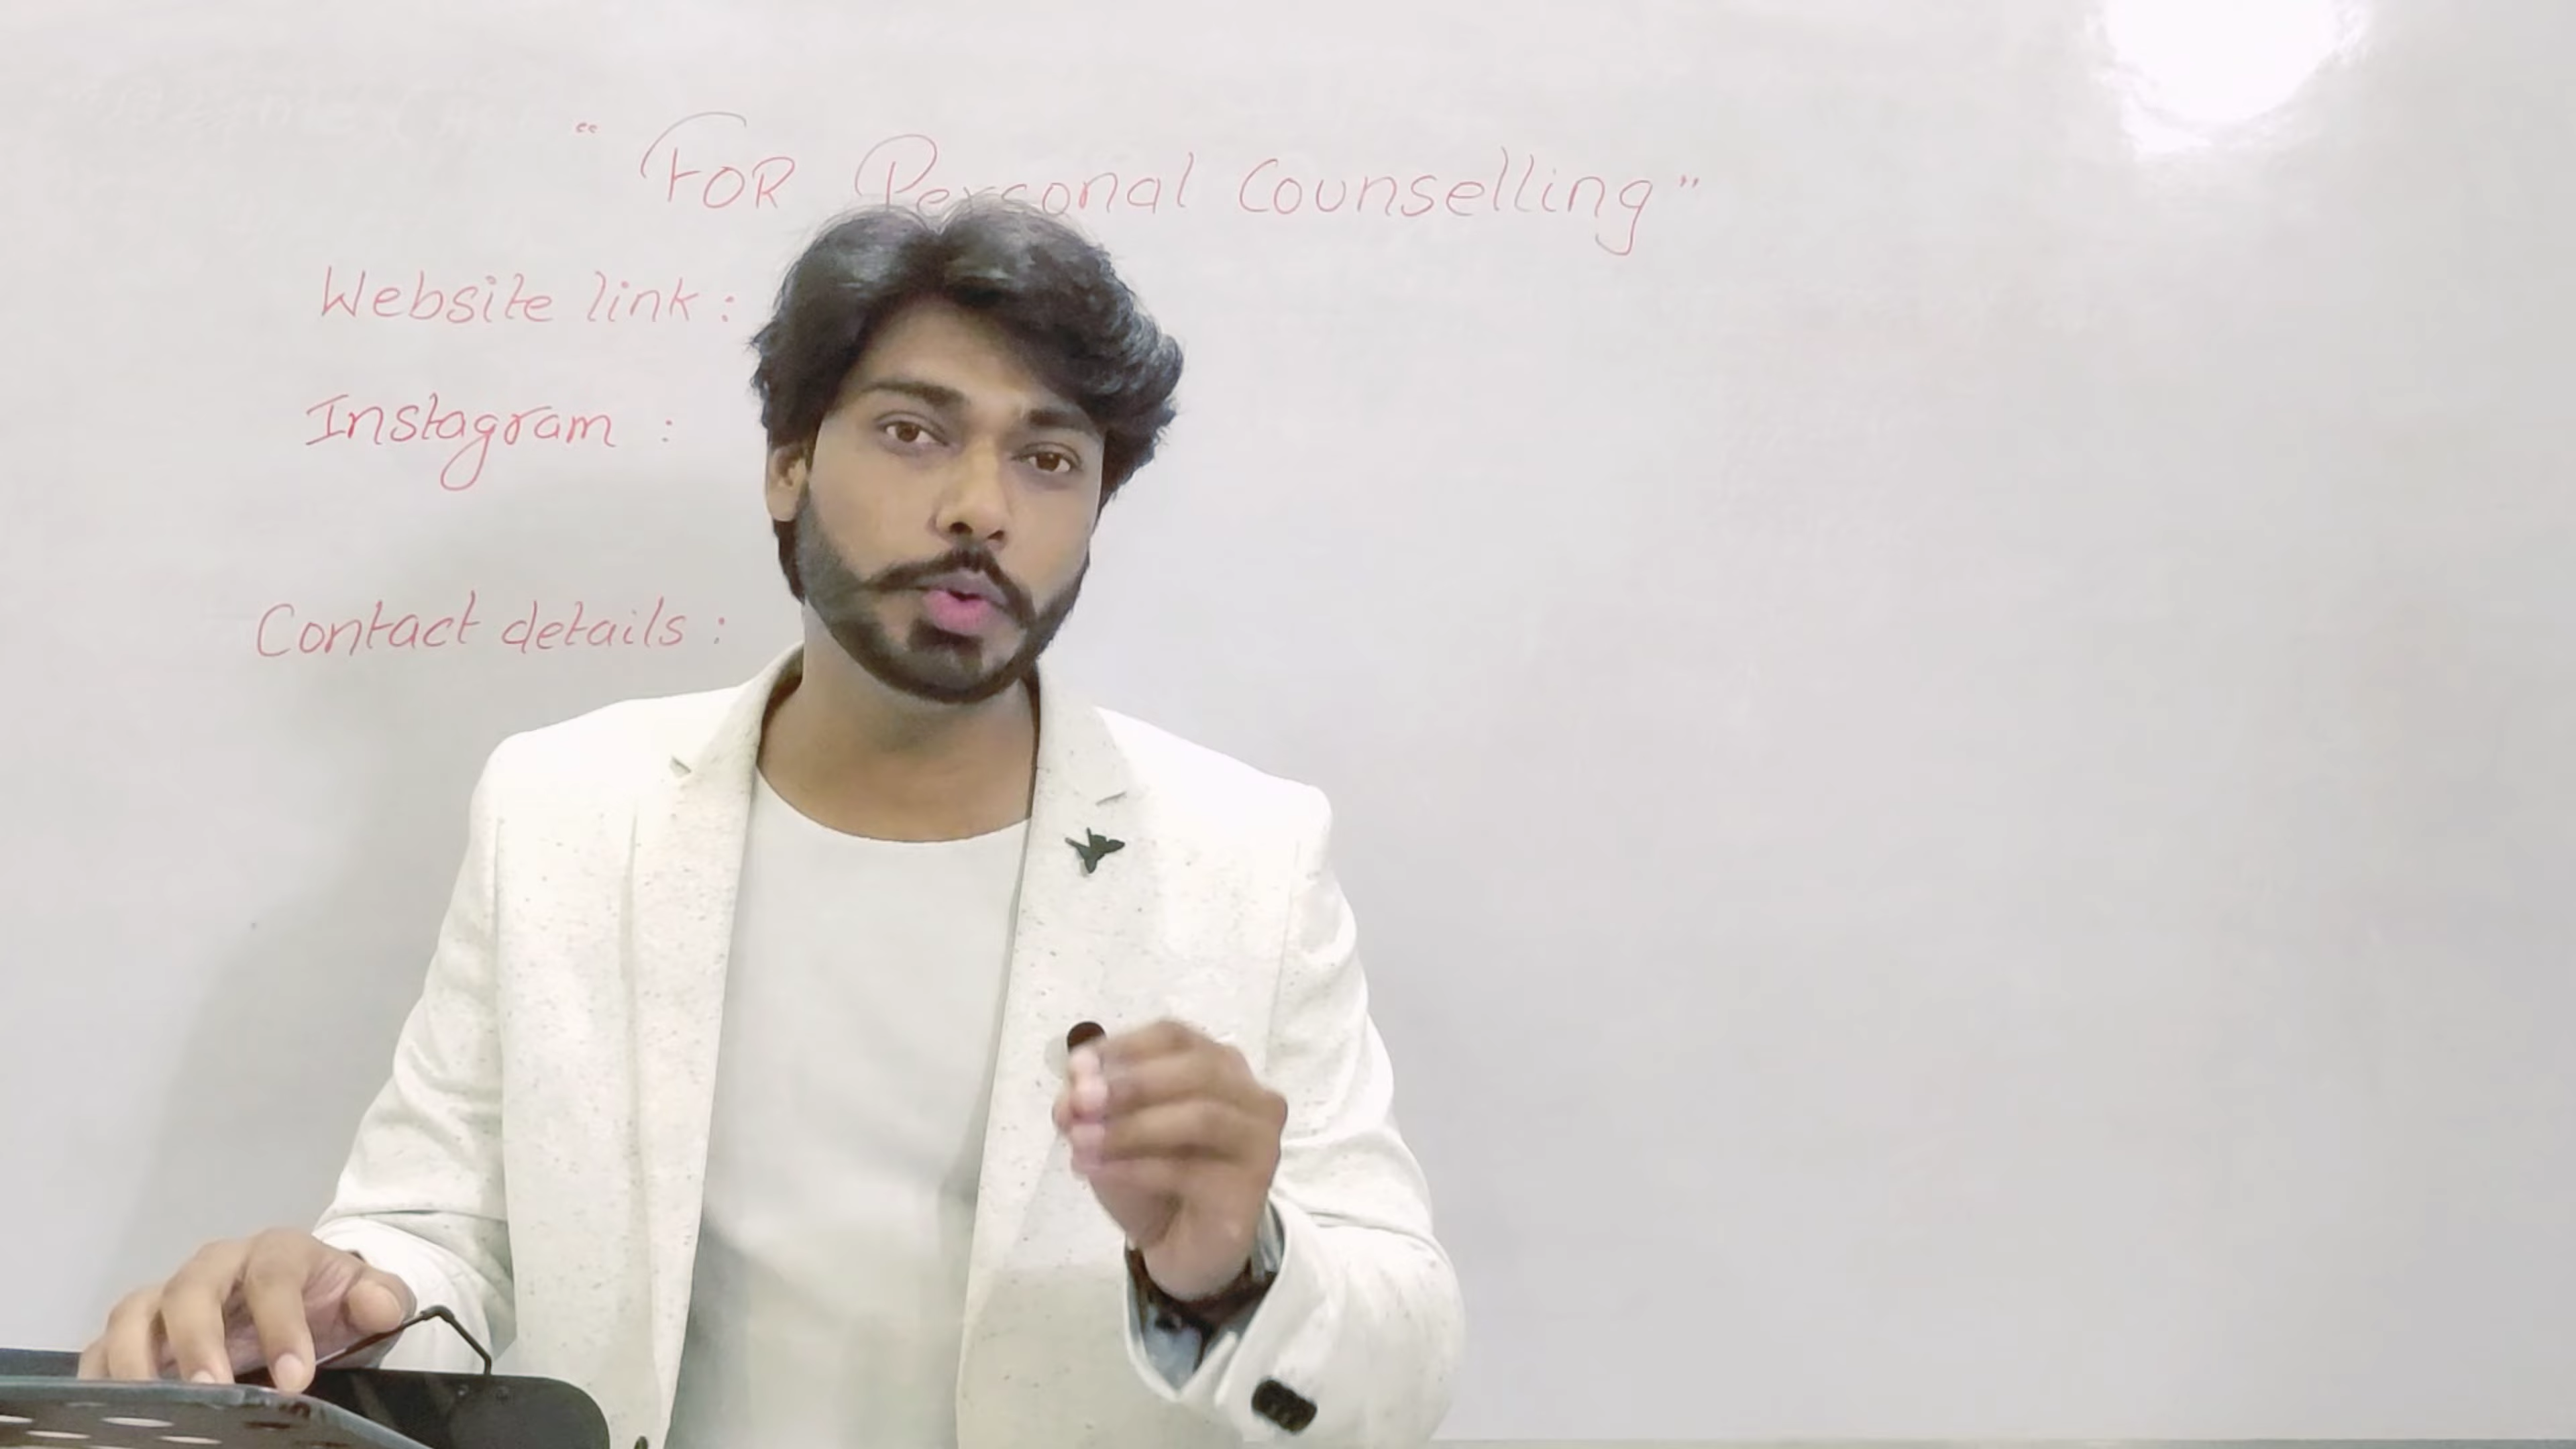 “ FOR Personal Counselling ”
Website link :
Instagram :
Contact details :